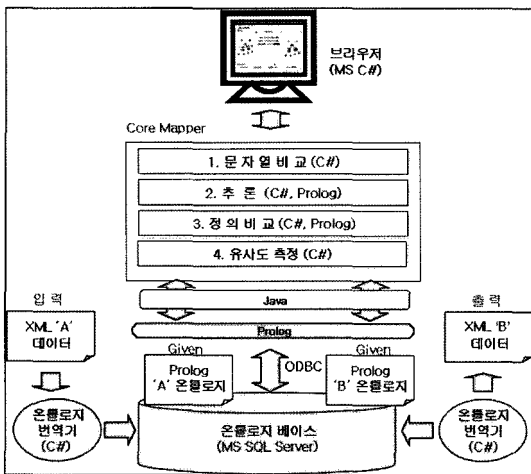 브라우저
(MS C#)
Core Mapper
1. 문 자 열 비 교 (C#)
2. 추 론 (C#, Prolog)
3. 정 의 비 교 (C#, Prolog)
4. 유사도 측정 (C#)
Java
Prolog
입 력
XML 'A'
데이터
온톨로지
번역기
(C#)
Given
Prolog
'A' 온톨로지
ODBC
Given
Prolog
'B' 온톨로지
온톨로지 베이스
(MS SQL Server)
출 력
XML 'B'
데이터
온톨로지
번역기
(C#)